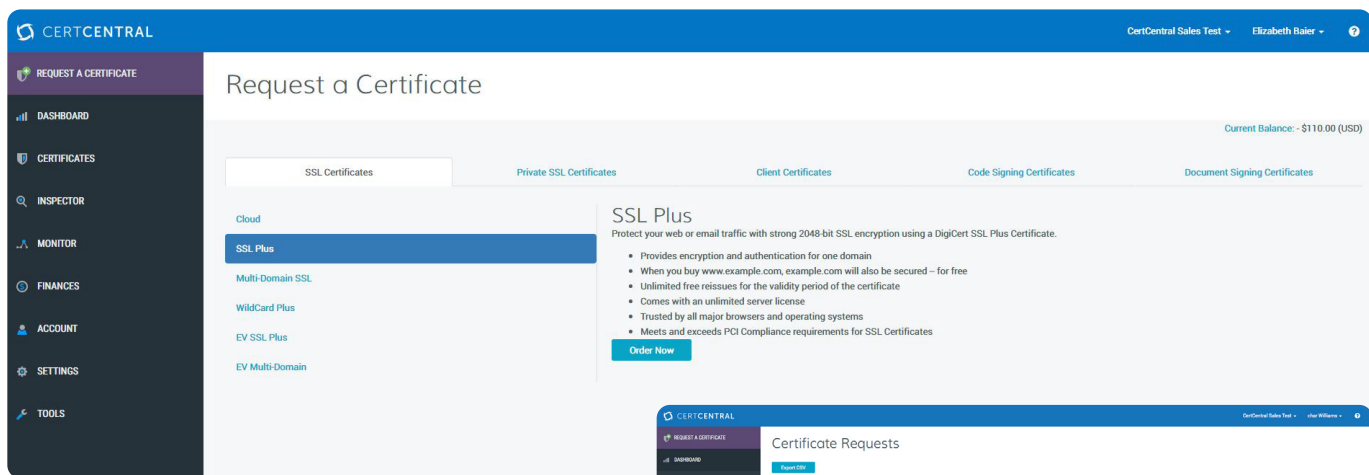 CERTCENTRAL
CertCentral Sales Test Elizabeth Baier ?
REQUEST A CERTIFICATE
Request a Certificate
DASHBOARD
Current Balance: - $110.00 (USD)
CERTIFICATES
SSL Certificates Private SSL Certificates Client Certificates Code Signing Certificates Document Signing Certificates
INSPECTOR
MONITOR
FINANCES
ACCOUNT
SETTINGS
TOOLS
Cloud
SSL Plus
Multi-Domain SSL
WildCard Plus
EV SSL Plus
EV Multi-Domain
SSL Plus
Protect your web or email traffic with strong 2048-bit SSL encryption using a DigiCert SSL Plus Certificate.
• Provides encryption and authentication for one domain
• When you buy www.example.com, example.com will also be secured – for free
• Unlimited free reissues for the validity period of the certificate
• Comes with an unlimited server license
• Trusted by all major browsers and operating systems
• Meets and exceeds PCI Compliance requirements for SSL Certificates
Order Now
CERTCENTRAL
CertCentral Sales Test cher Williams ?
REQUEST A CERTIFICATE
Certificate Requests
DASHBOARD
Export CSV